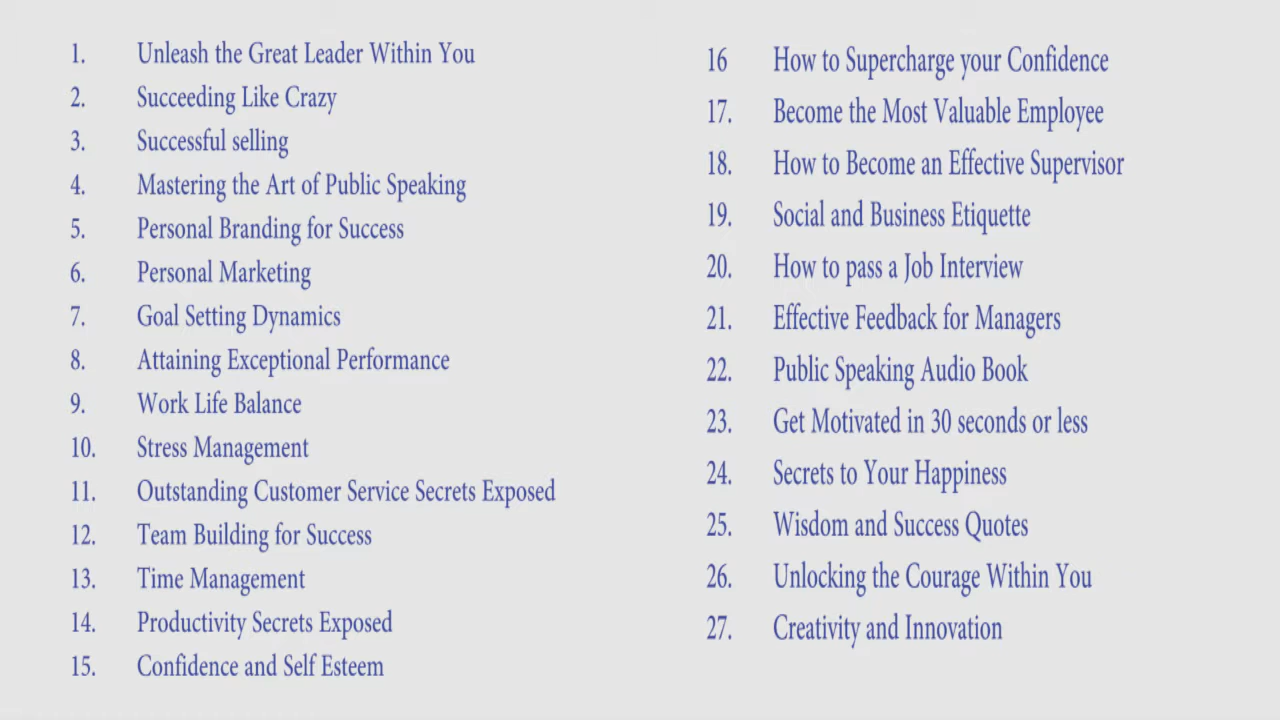 1. Unleash the Great Leader Within You
2. Succeeding Like Crazy
3. Successful selling
4. Mastering the Art of Public Speaking
5. Personal Branding for Success
6. Personal Marketing
7. Goal Setting Dynamics
8. Attaining Exceptional Performance
9. Work Life Balance
10. Stress Management
11. Outstanding Customer Service Secrets Exposed
12. Team Building for Success
13. Time Management
14. Productivity Secrets Exposed
15. Confidence and Self Esteem
16 How to Supercharge your Confidence
17. Become the Most Valuable Employee
18. How to Become an Effective Supervisor
19. Social and Business Etiquette
20. How to pass a Job Interview
21. Effective Feedback for Managers
22. Public Speaking Audio Book
23. Get Motivated in 30 seconds or less
24. Secrets to Your Happiness
25. Wisdom and Success Quotes
26. Unlocking the Courage Within You
27. Creativity and Innovation